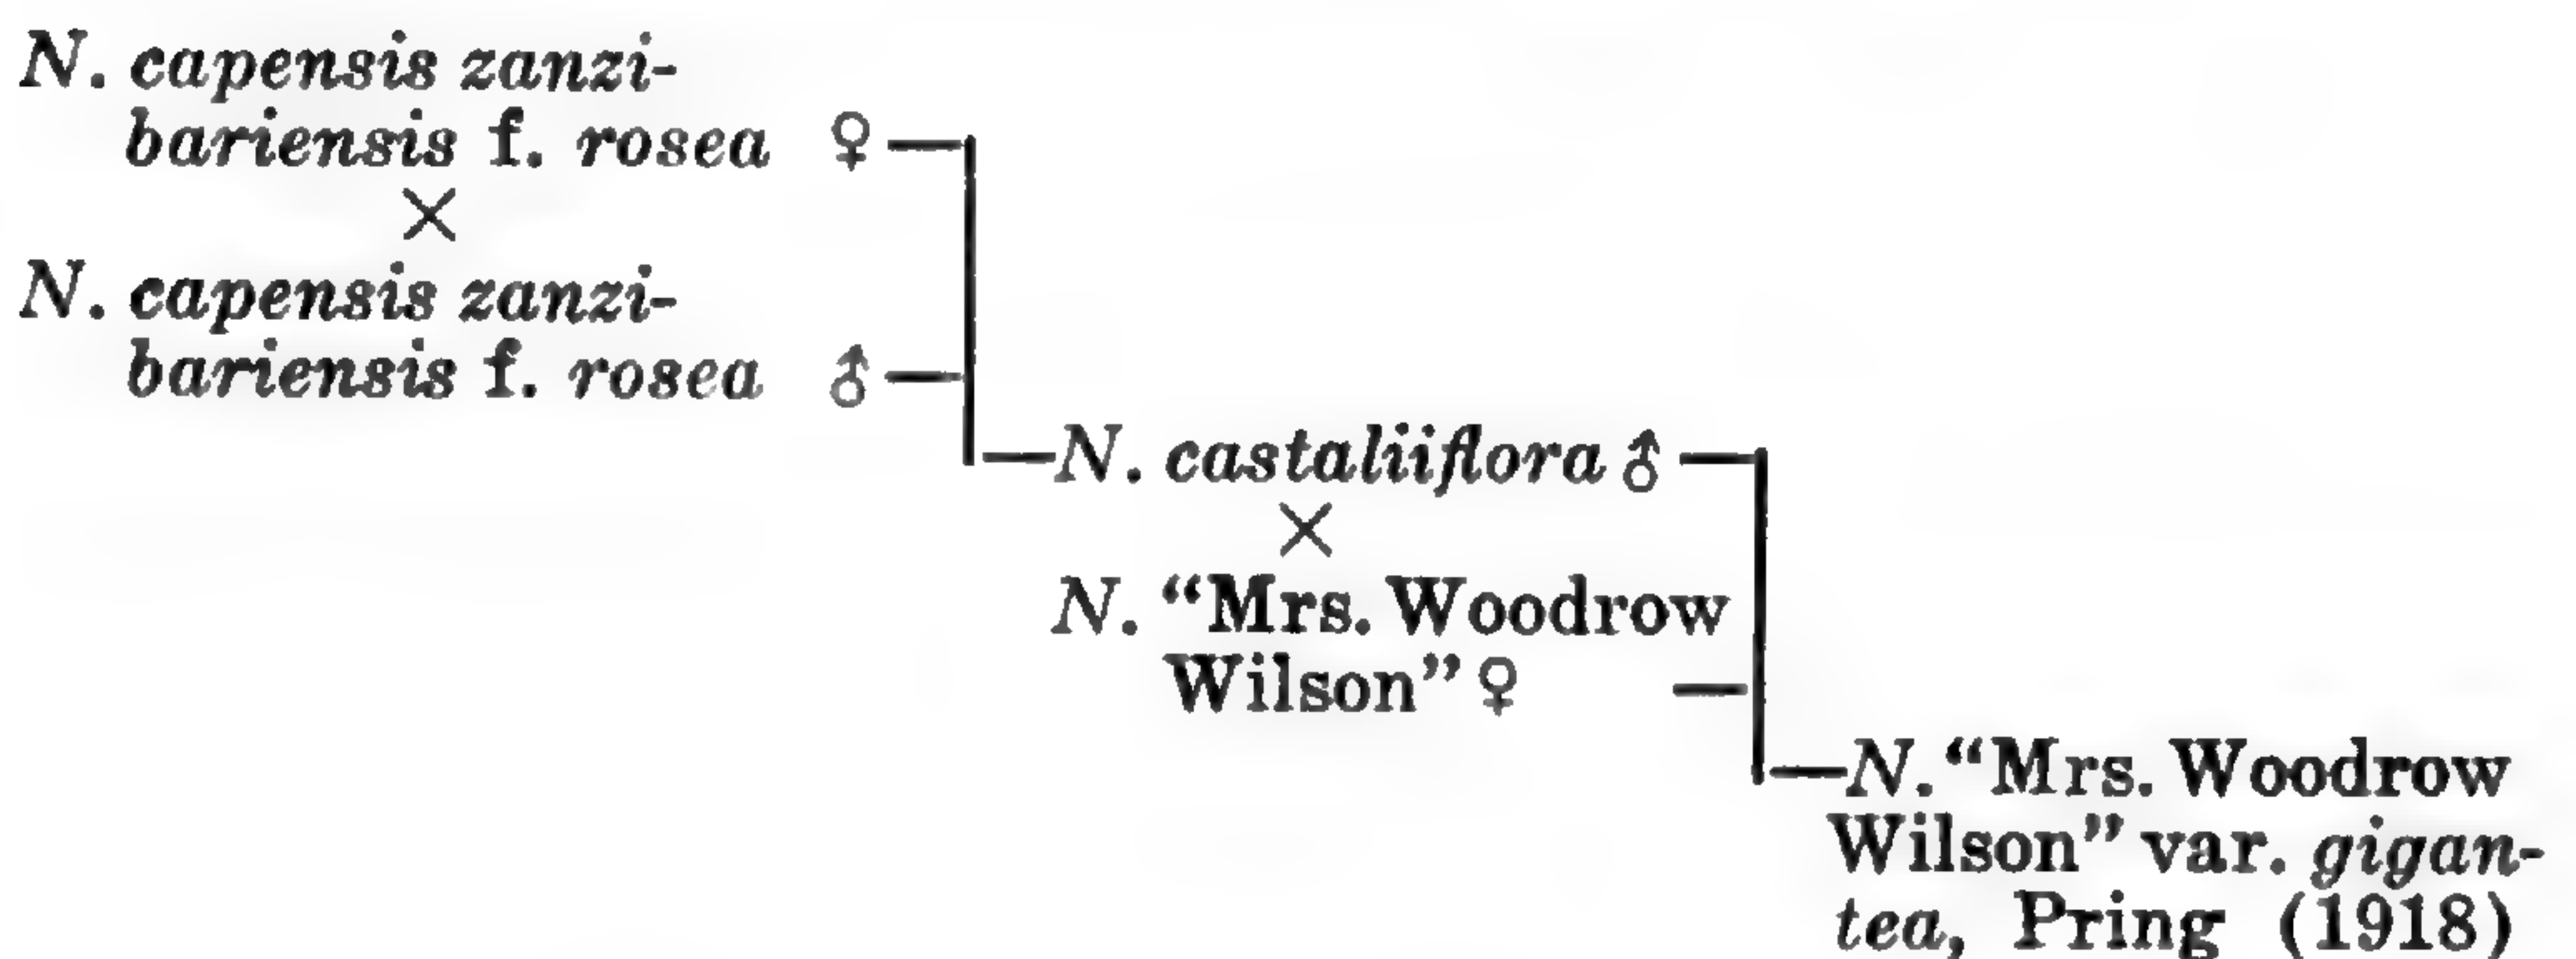 N. capensis zanzi-
bariensis f. rosea ♀
×
N. capensis zanzi-
bariensis f. rosea ♂
N. castaliiflora ♂
×
N. “Mrs. Woodrow
Wilson” ♀
N. “Mrs. Woodrow
Wilson” var. gigan-
tea, Pring (1918)